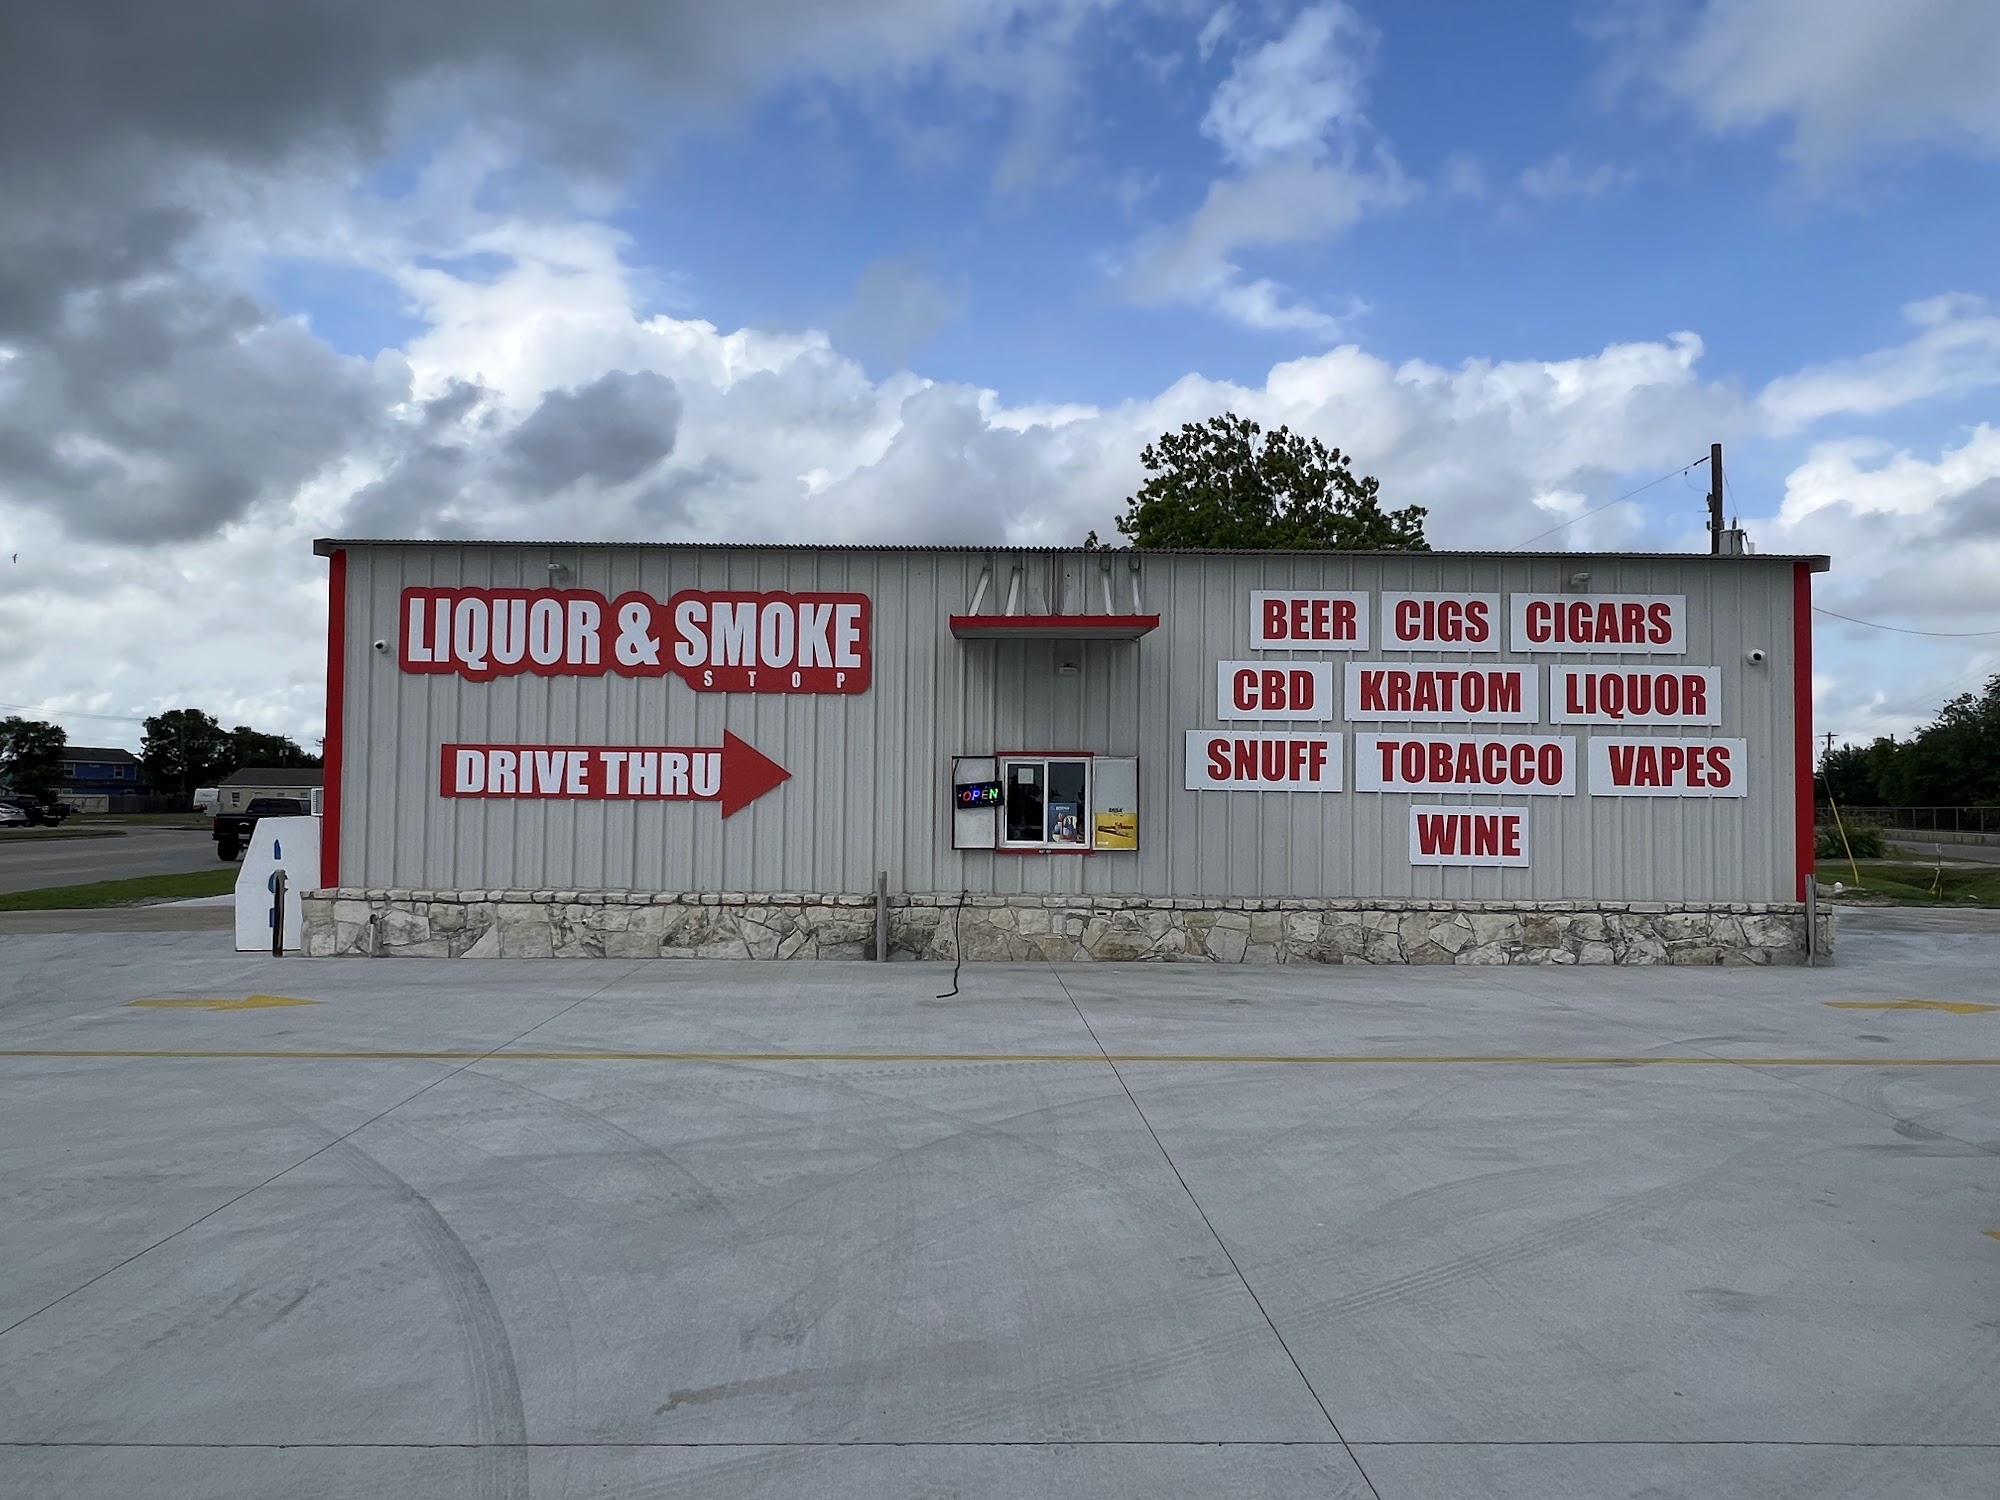 LIQUOR & SMOKE
STOP
DRIVE THRU
OPEN
BEER CIGS CIGARS
CBD KRATOM LIQUOR
SNUFF TOBACCO VAPES
WINE